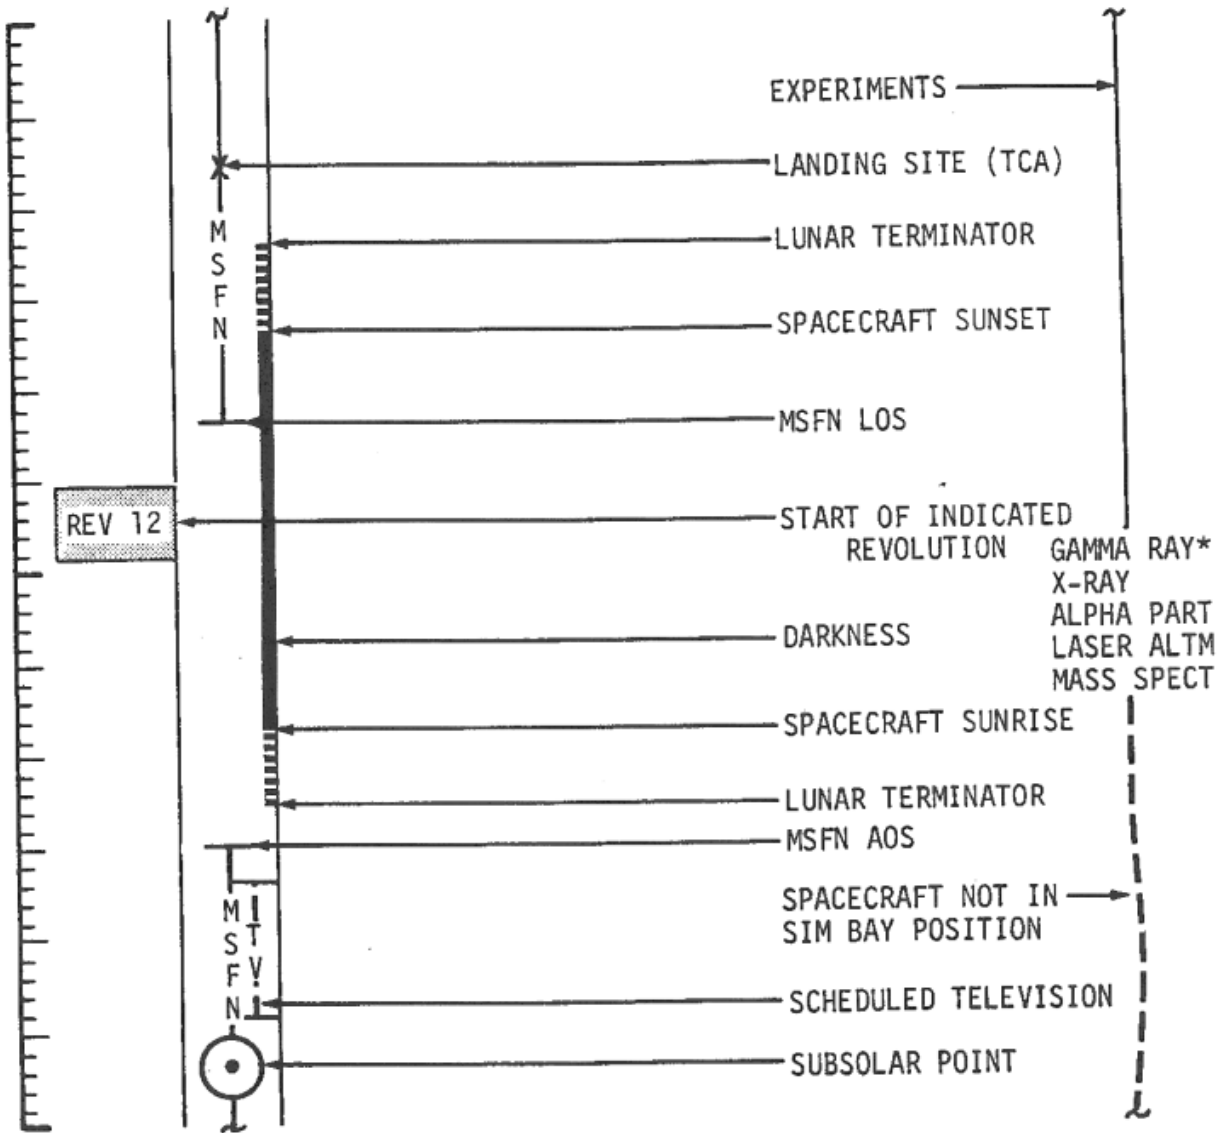 EXPERIMENTS
LANDING SITE (TCA)
M
S
F
N
LUNAR TERMINATOR
SPACECRAFT SUNSET
MSFN LOS
REV 12
START OF INDICATED
REVOLUTION
GAMMA RAY*
X-RAY
ALPHA PART
LASER ALTM
MASS SPECT
DARKNESS
SPACECRAFT SUNRISE
LUNAR TERMINATOR
MSFN AOS
M
S
F
N
T
V
SPACECRAFT NOT IN
SIM BAY POSITION
SCHEDULED TELEVISION
SUBSOLAR POINT